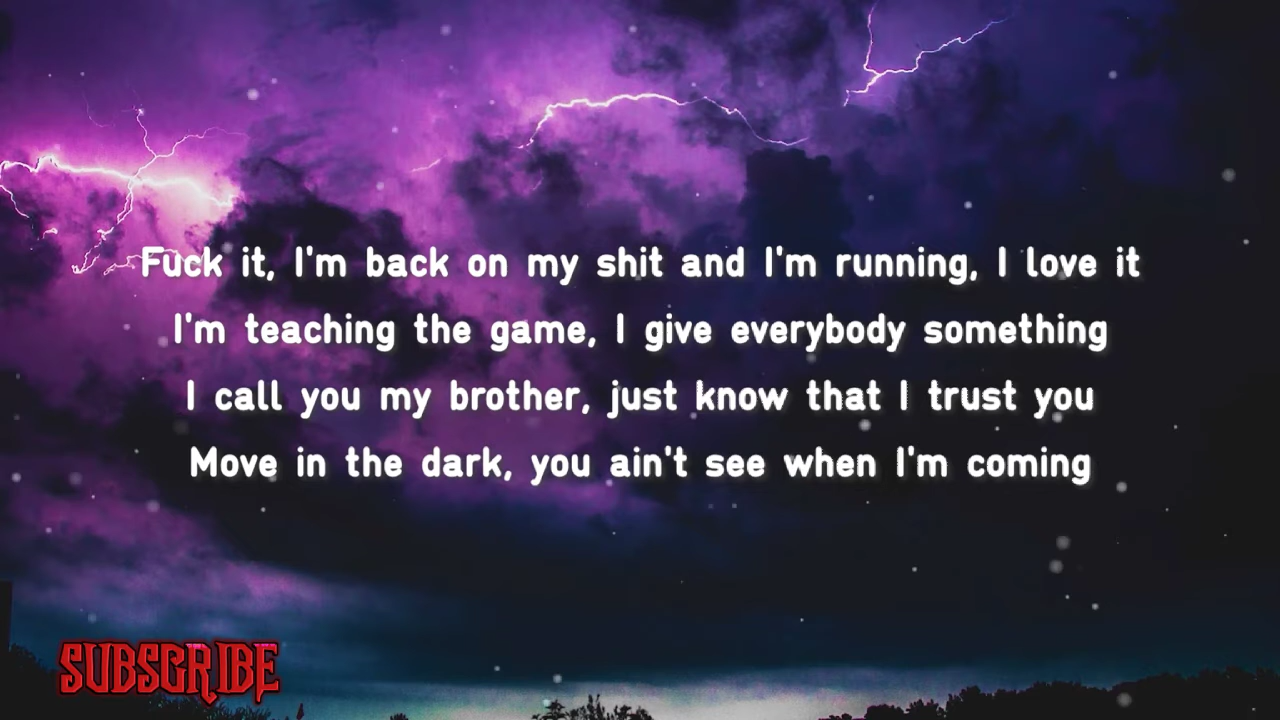 Fuck it, I'm back on my shit and I'm running, I love it
I'm teaching the game, I give everybody something
I call you my brother, just know that I trust you
Move in the dark, you ain't see when I'm coming
SUBSCRIBE